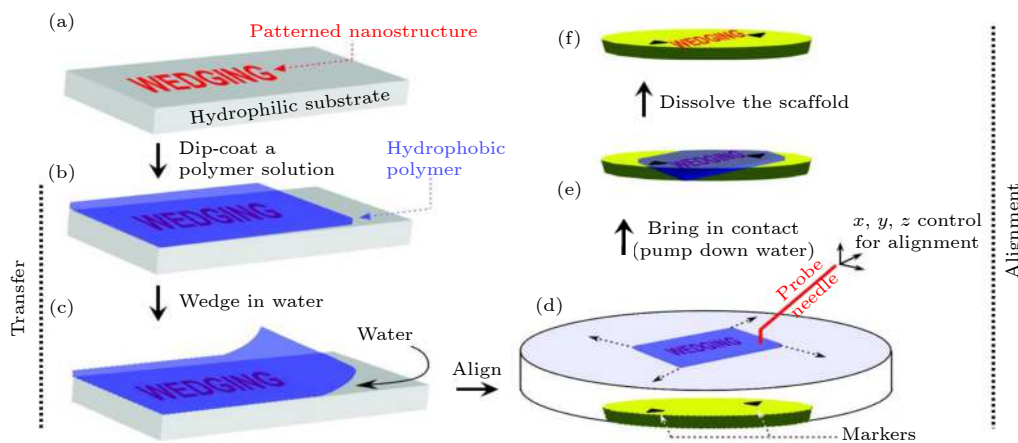 (a)
Patterned nanostructure
WEDGING
Hydrophilic substrate
Dip-coat a
polymer solution
Hydrophobic
polymer
(b)
WEDGING
Transfer
Wedge in water
(c)
Water
WEDGING
Align
(d)
WEDGING
Probe
needle
x, y, z control
for alignment
Markers
Bring in contact
(pump down water)
(e)
WEDGING
Dissolve the scaffold
(f)
WEDGING
Alignment